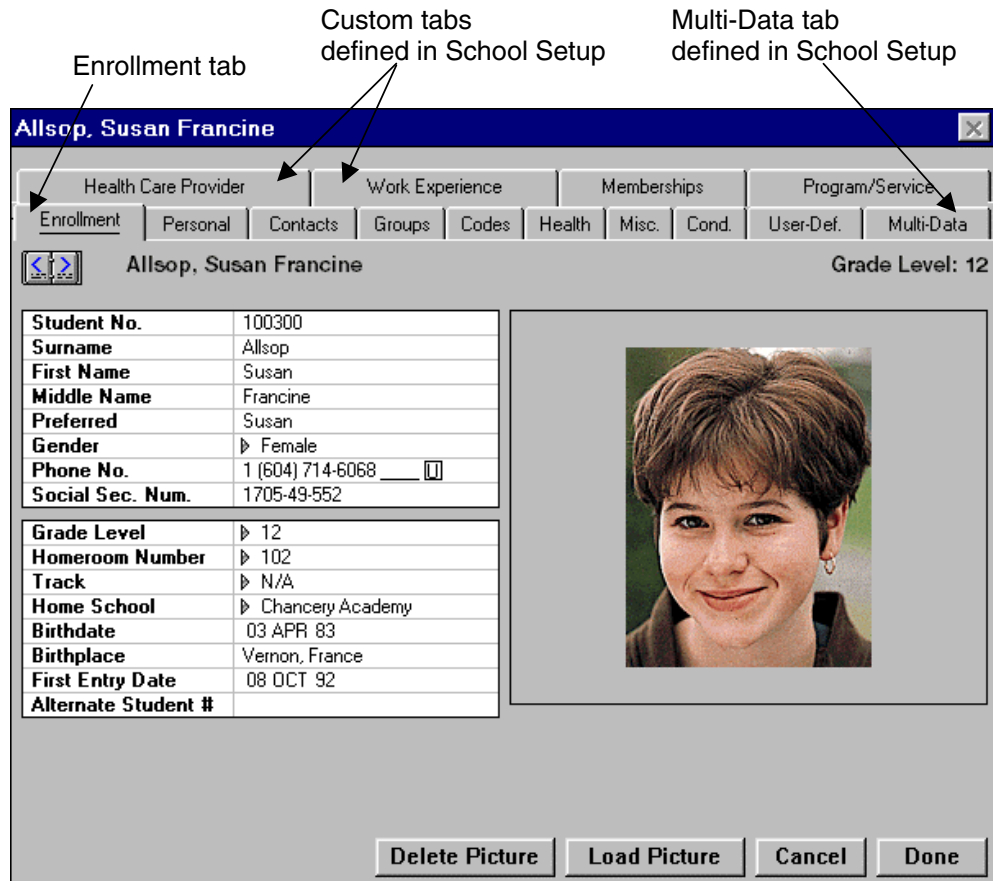 Custom tabs
defined in School Setup
Multi-Data tab
defined in School Setup
Enrollment tab
Allsop, Susan Francine
Health Care Provider
Work Experience
Memberships
Program/Service
Enrollment
Personal
Contacts
Groups
Codes
Health
Misc.
Cond.
User-Def.
Multi-Data
Allsop, Susan Francine
Grade Level: 12
Student No. 100300
Surname Allsop
First Name Susan
Middle Name Francine
Preferred Susan
Gender Female
Phone No. 1 (604) 714-6068 ____ U
Social Sec. Num. 1705-49-552
Grade Level 12
Homeroom Number 102
Track N/A
Home School Chancery Academy
Birthdate 03 APR 83
Birthplace Vernon, France
First Entry Date 08 OCT 92
Alternate Student #
Delete Picture
Load Picture
Cancel
Done